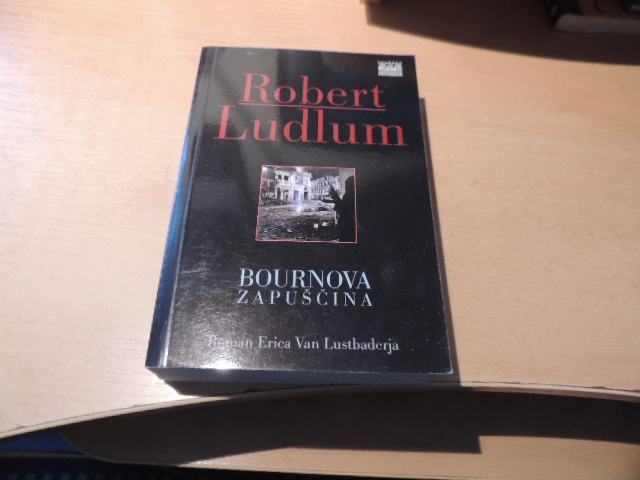 Robert
Ludlum
BOURNOVA
ZAPUŠČINA
Roman Erica Van Lustbaderja